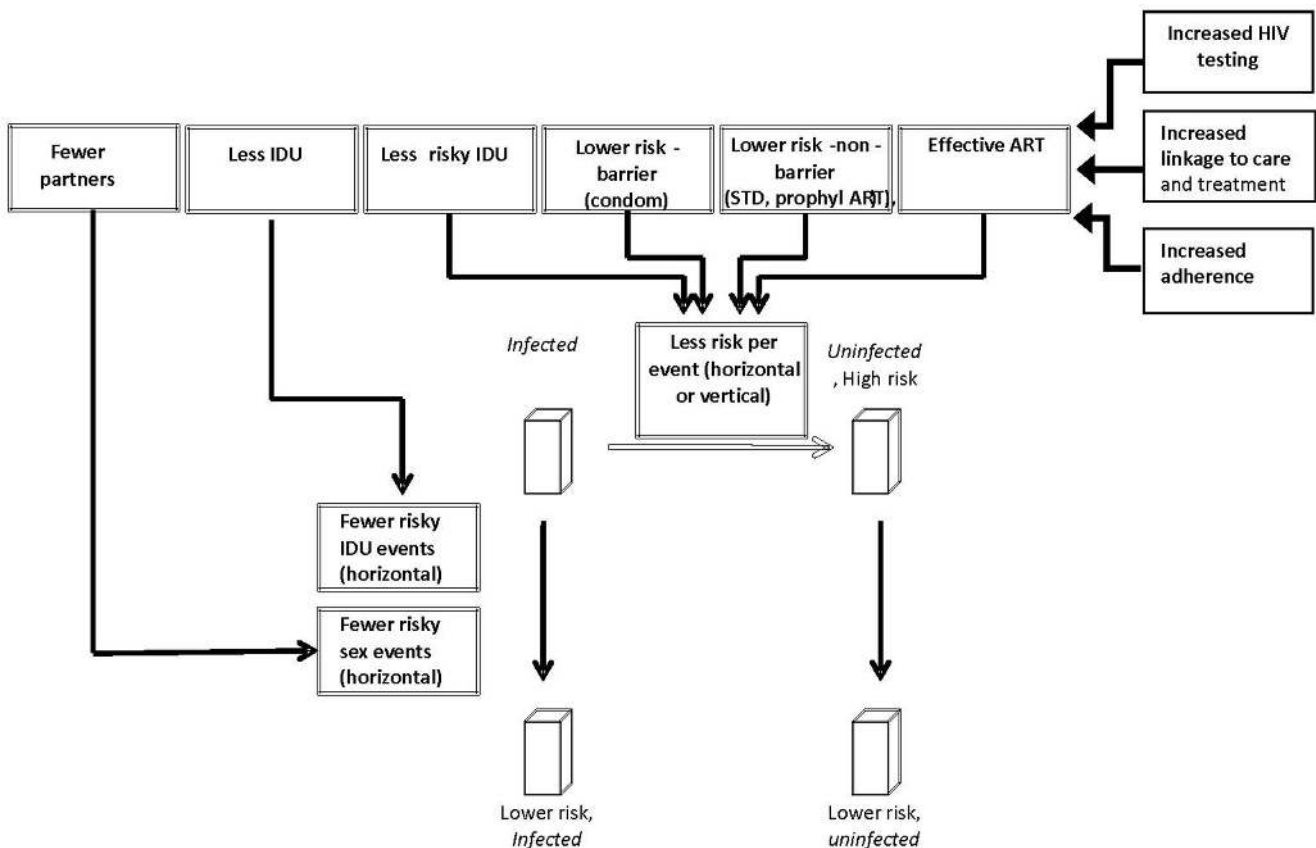 Increased HIV
testing
Fewer
partners
Less IDU
Less risky IDU
Lower risk -
barrier
(condom)
Lower risk -non -
barrier
(STD, prophyl ART),
Effective ART
Increased
linkage to care
and treatment
Increased
adherence
Infected
Less risk per
event (horizontal
or vertical)
Uninfected
, High risk
Fewer risky
IDU events
(horizontal)
Fewer risky
sex events
(horizontal)
Lower risk,
Infected
Lower risk,
uninfected